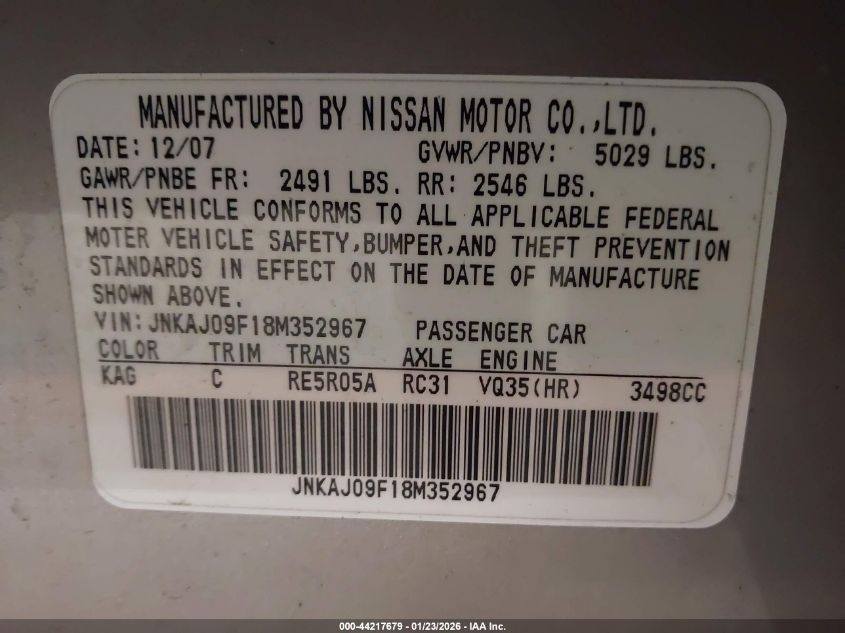 MANUFACTURED BY NISSAN MOTOR CO.,LTD.
DATE: 12/07 GVWR/PNBV: 5029 LBS.
GAWR/PNBE FR: 2491 LBS. RR: 2546 LBS.
THIS VEHICLE CONFORMS TO ALL APPLICABLE FEDERAL
MOTER VEHICLE SAFETY,BUMPER,AND THEFT PREVENTION
STANDARDS IN EFFECT ON THE DATE OF MANUFACTURE
SHOWN ABOVE.
VIN:JNKAJ09F18M352967 PASSENGER CAR
COLOR TRIM TRANS AXLE ENGINE
KAG C RE5R05A RC31 VQ35(HR) 3498CC
JNKAJ09F18M352967
000-44217679 - 01/23/2026 - IAA Inc.